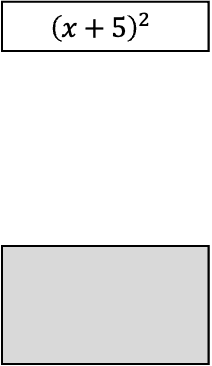 (x + 5)²